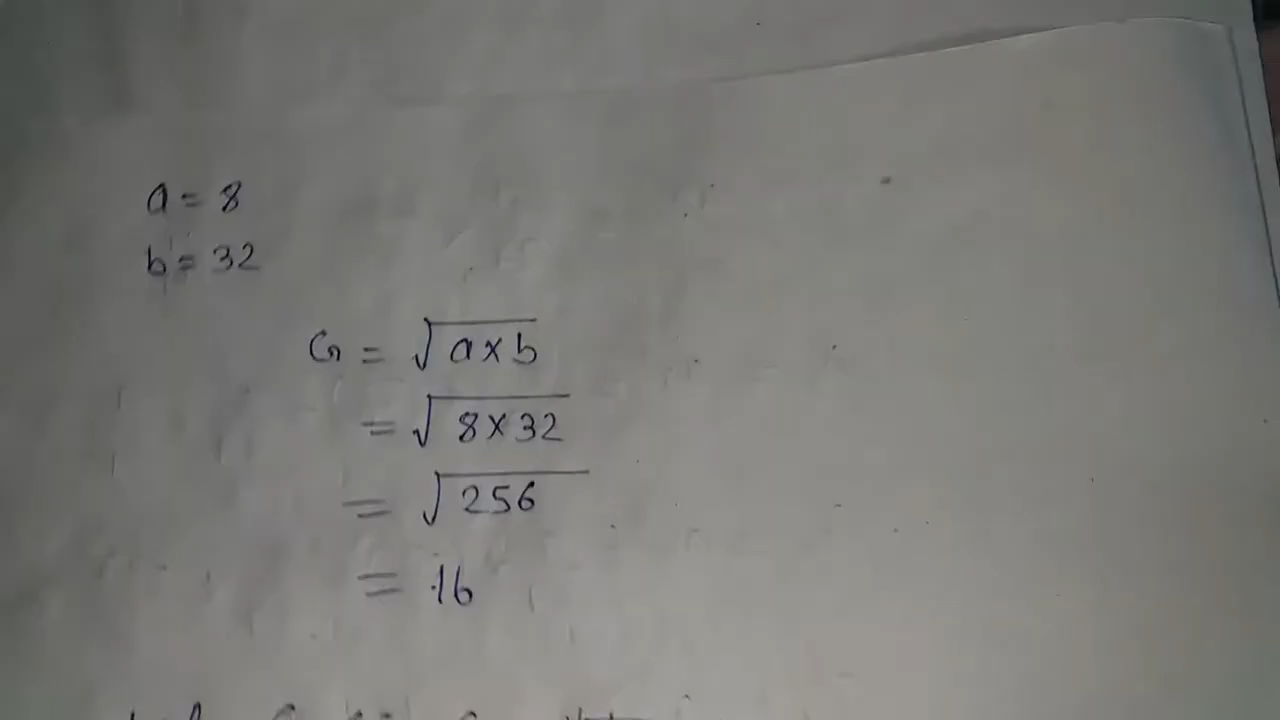 a = 8
b = 32
G = √a×b
= √8×32
= √256
= 16